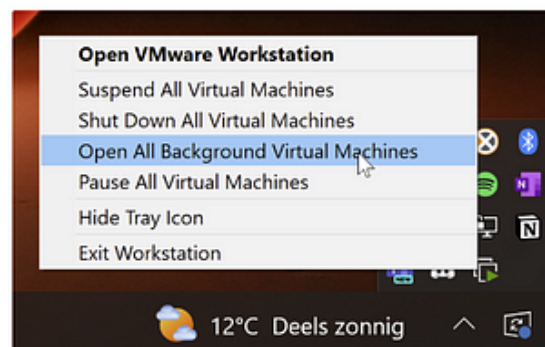 Open VMware Workstation
Suspend All Virtual Machines
Shut Down All Virtual Machines
Open All Background Virtual Machines
Pause All Virtual Machines
Hide Tray Icon
Exit Workstation
12°C Deels zonnig